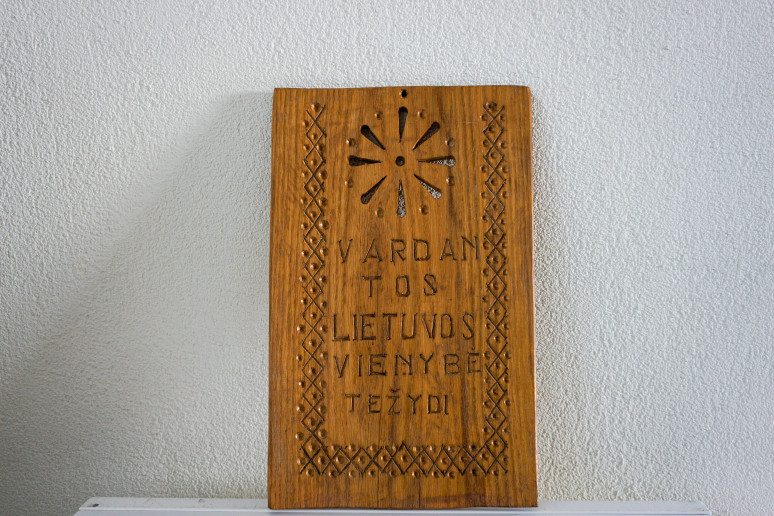 VARDAN
TOS
LIETUVOS
VIENYBĖ
TEŽYDI